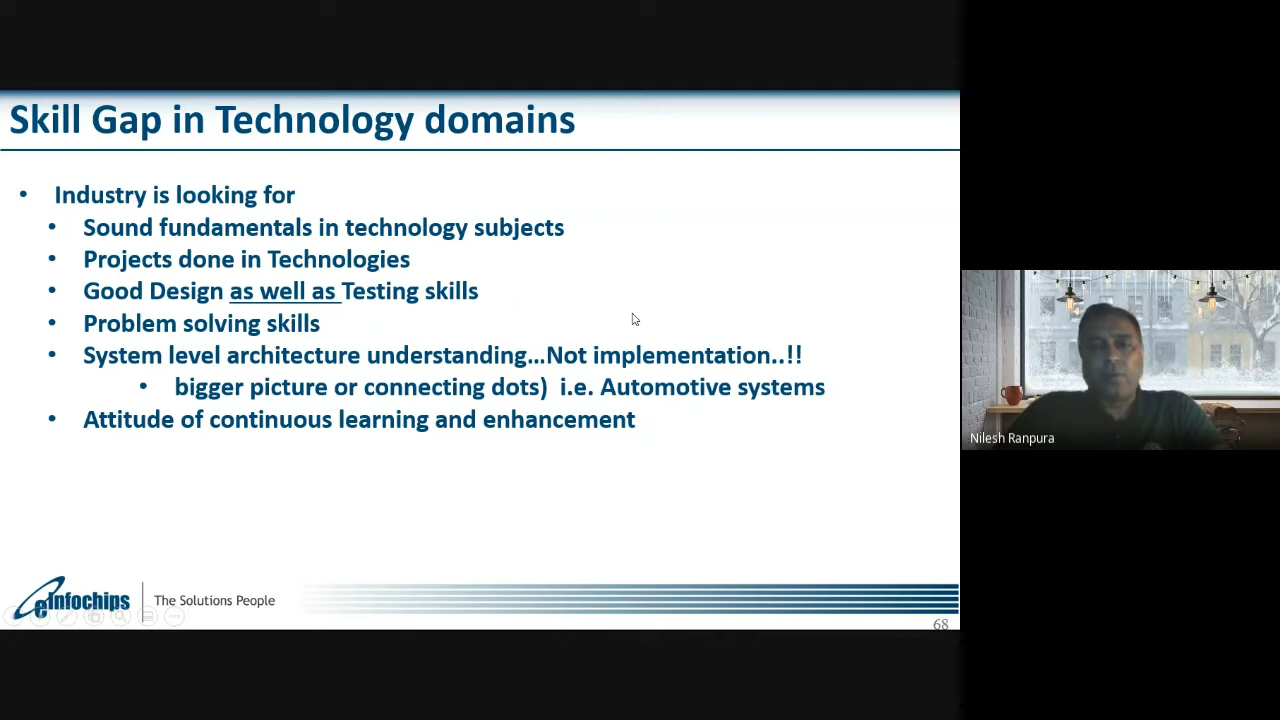 Skill Gap in Technology domains
• Industry is looking for
• Sound fundamentals in technology subjects
• Projects done in Technologies
• Good Design as well as Testing skills
• Problem solving skills
• System level architecture understanding...Not implementation..!!
• bigger picture or connecting dots) i.e. Automotive systems
• Attitude of continuous learning and enhancement
Nilesh Ranpura
eInfochips
The Solutions People
68